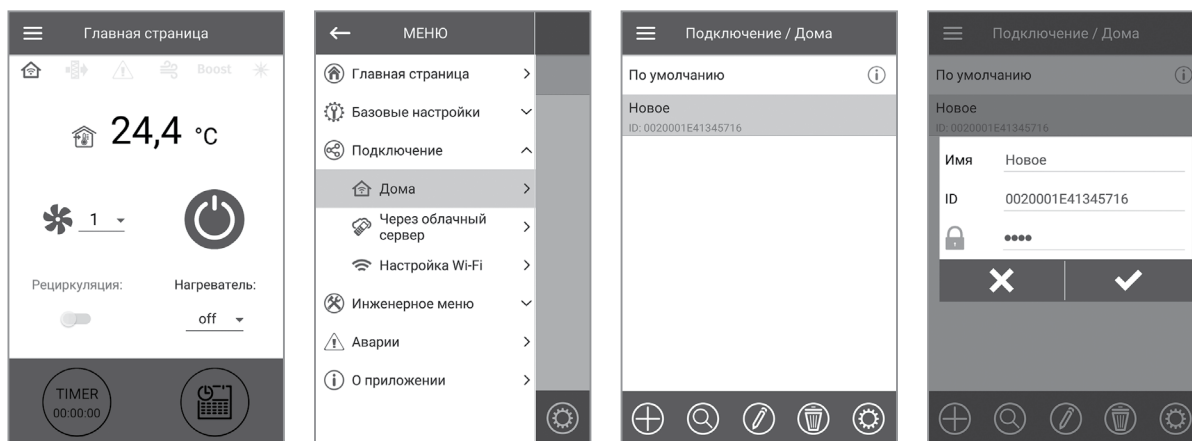 Главная страница
Boost
24,4 °C
1
Рециркуляция:
Нагреватель:
off
TIMER
00:00:00
МЕНЮ
Главная страница
Базовые настройки
Подключение
Дома
Через облачный
сервер
Настройка Wi-Fi
Инженерное меню
Аварии
О приложении
Подключение / Дома
По умолчанию
Новое
ID: 0020001E41345716
Подключение / Дома
По умолчанию
Новое
ID: 0020001E41345716
Имя Новое
ID 0020001E41345716
••••